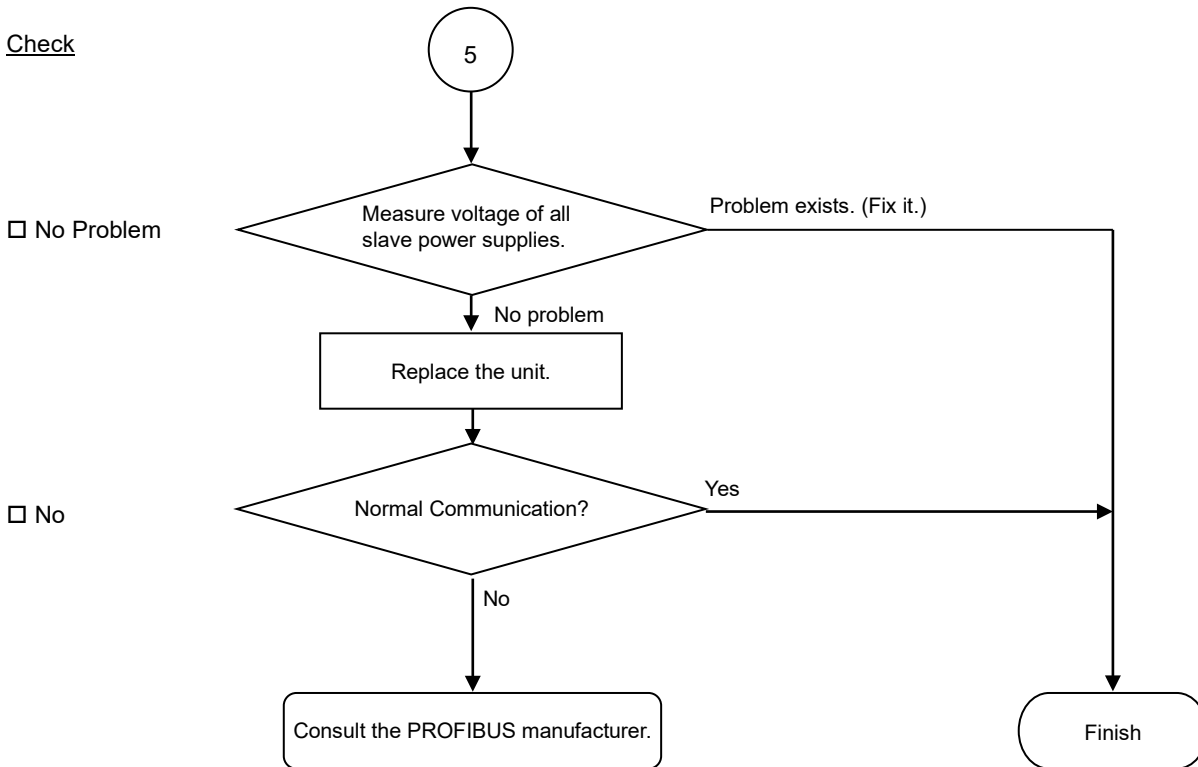 Check
5
Measure voltage of all
slave power supplies.
Problem exists. (Fix it.)
☐ No Problem
No problem
Replace the unit.
Normal Communication?
Yes
☐ No
No
Consult the PROFIBUS manufacturer.
Finish